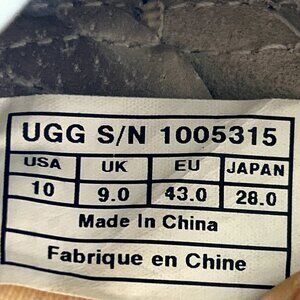 UGG S/N 1005315
USA UK EU JAPAN
10 9.0 43.0 28.0
Made In China
Fabrique en Chine